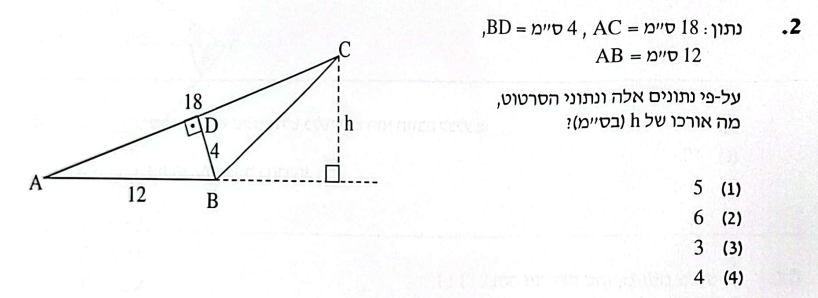 2. נתון: AC = 18 ס״מ, BD = 4 ס״מ,
AB = 12 ס״מ
על-פי נתונים אלה ונתוני הסרטוט,
מה אורכו של h (בס״מ)?
(1) 5
(2) 6
(3) 3
(4) 4
C
18
D
h
4
A
12
B